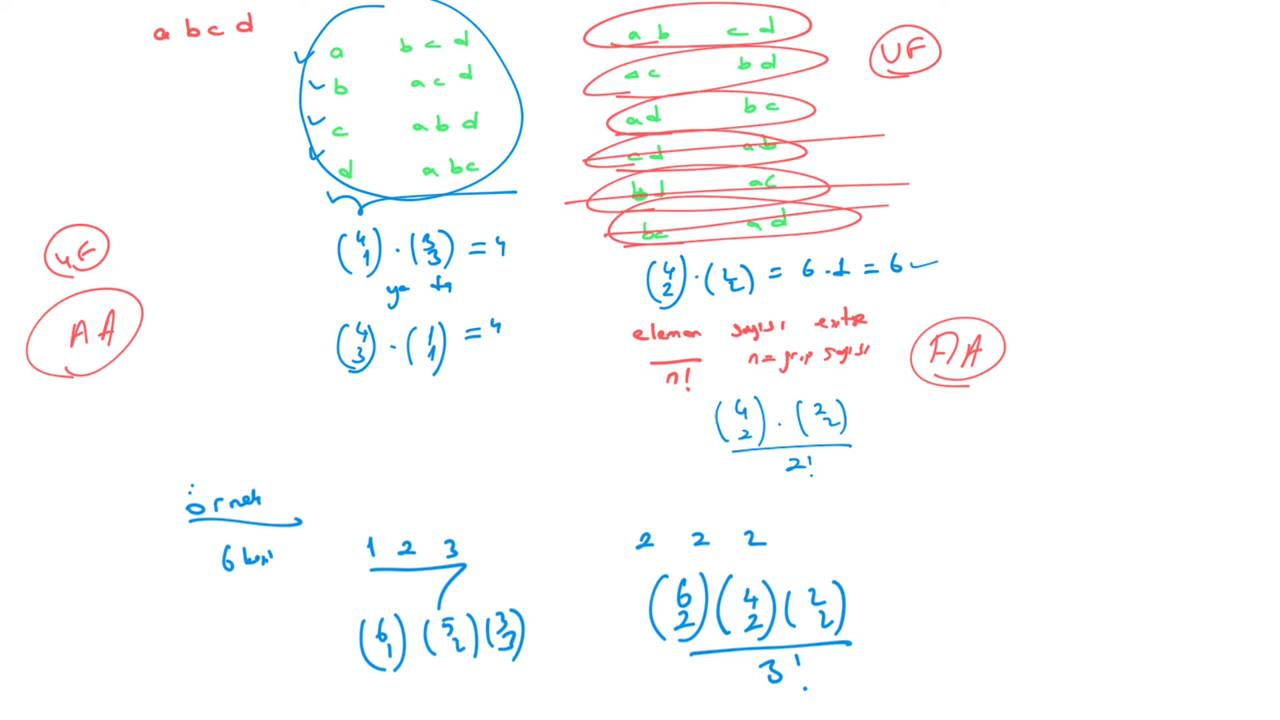 a b c d
a b c d
b a c d
c a b d
d a b c
(4 1) · (3 3) = 4
ya da
(4 3) · (1 1) = 4
AA
a b c d
a c b d
a d b c
c d a b
b d a c
b c a d
UF
(4 2) · (2 2) = 6 · 1 = 6
eleman sayısı extra
n! n = grup sayısı
(4 2) · (2 2)
2!
örnek
6 kişi
1 2 3
(6 1) (5 2) (3 3)
2 2 2
(6 2) (4 2) (2 2)
3!